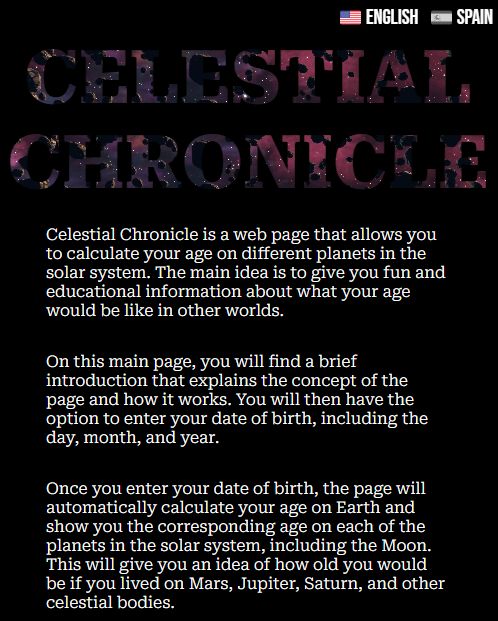 ENGLISH SPAIN
CELESTIAL
CHRONICLE
Celestial Chronicle is a web page that allows you
to calculate your age on different planets in the
solar system. The main idea is to give you fun and
educational information about what your age
would be like in other worlds.
On this main page, you will find a brief
introduction that explains the concept of the
page and how it works. You will then have the
option to enter your date of birth, including the
day, month, and year.
Once you enter your date of birth, the page will
automatically calculate your age on Earth and
show you the corresponding age on each of the
planets in the solar system, including the Moon.
This will give you an idea of how old you would
be if you lived on Mars, Jupiter, Saturn, and other
celestial bodies.